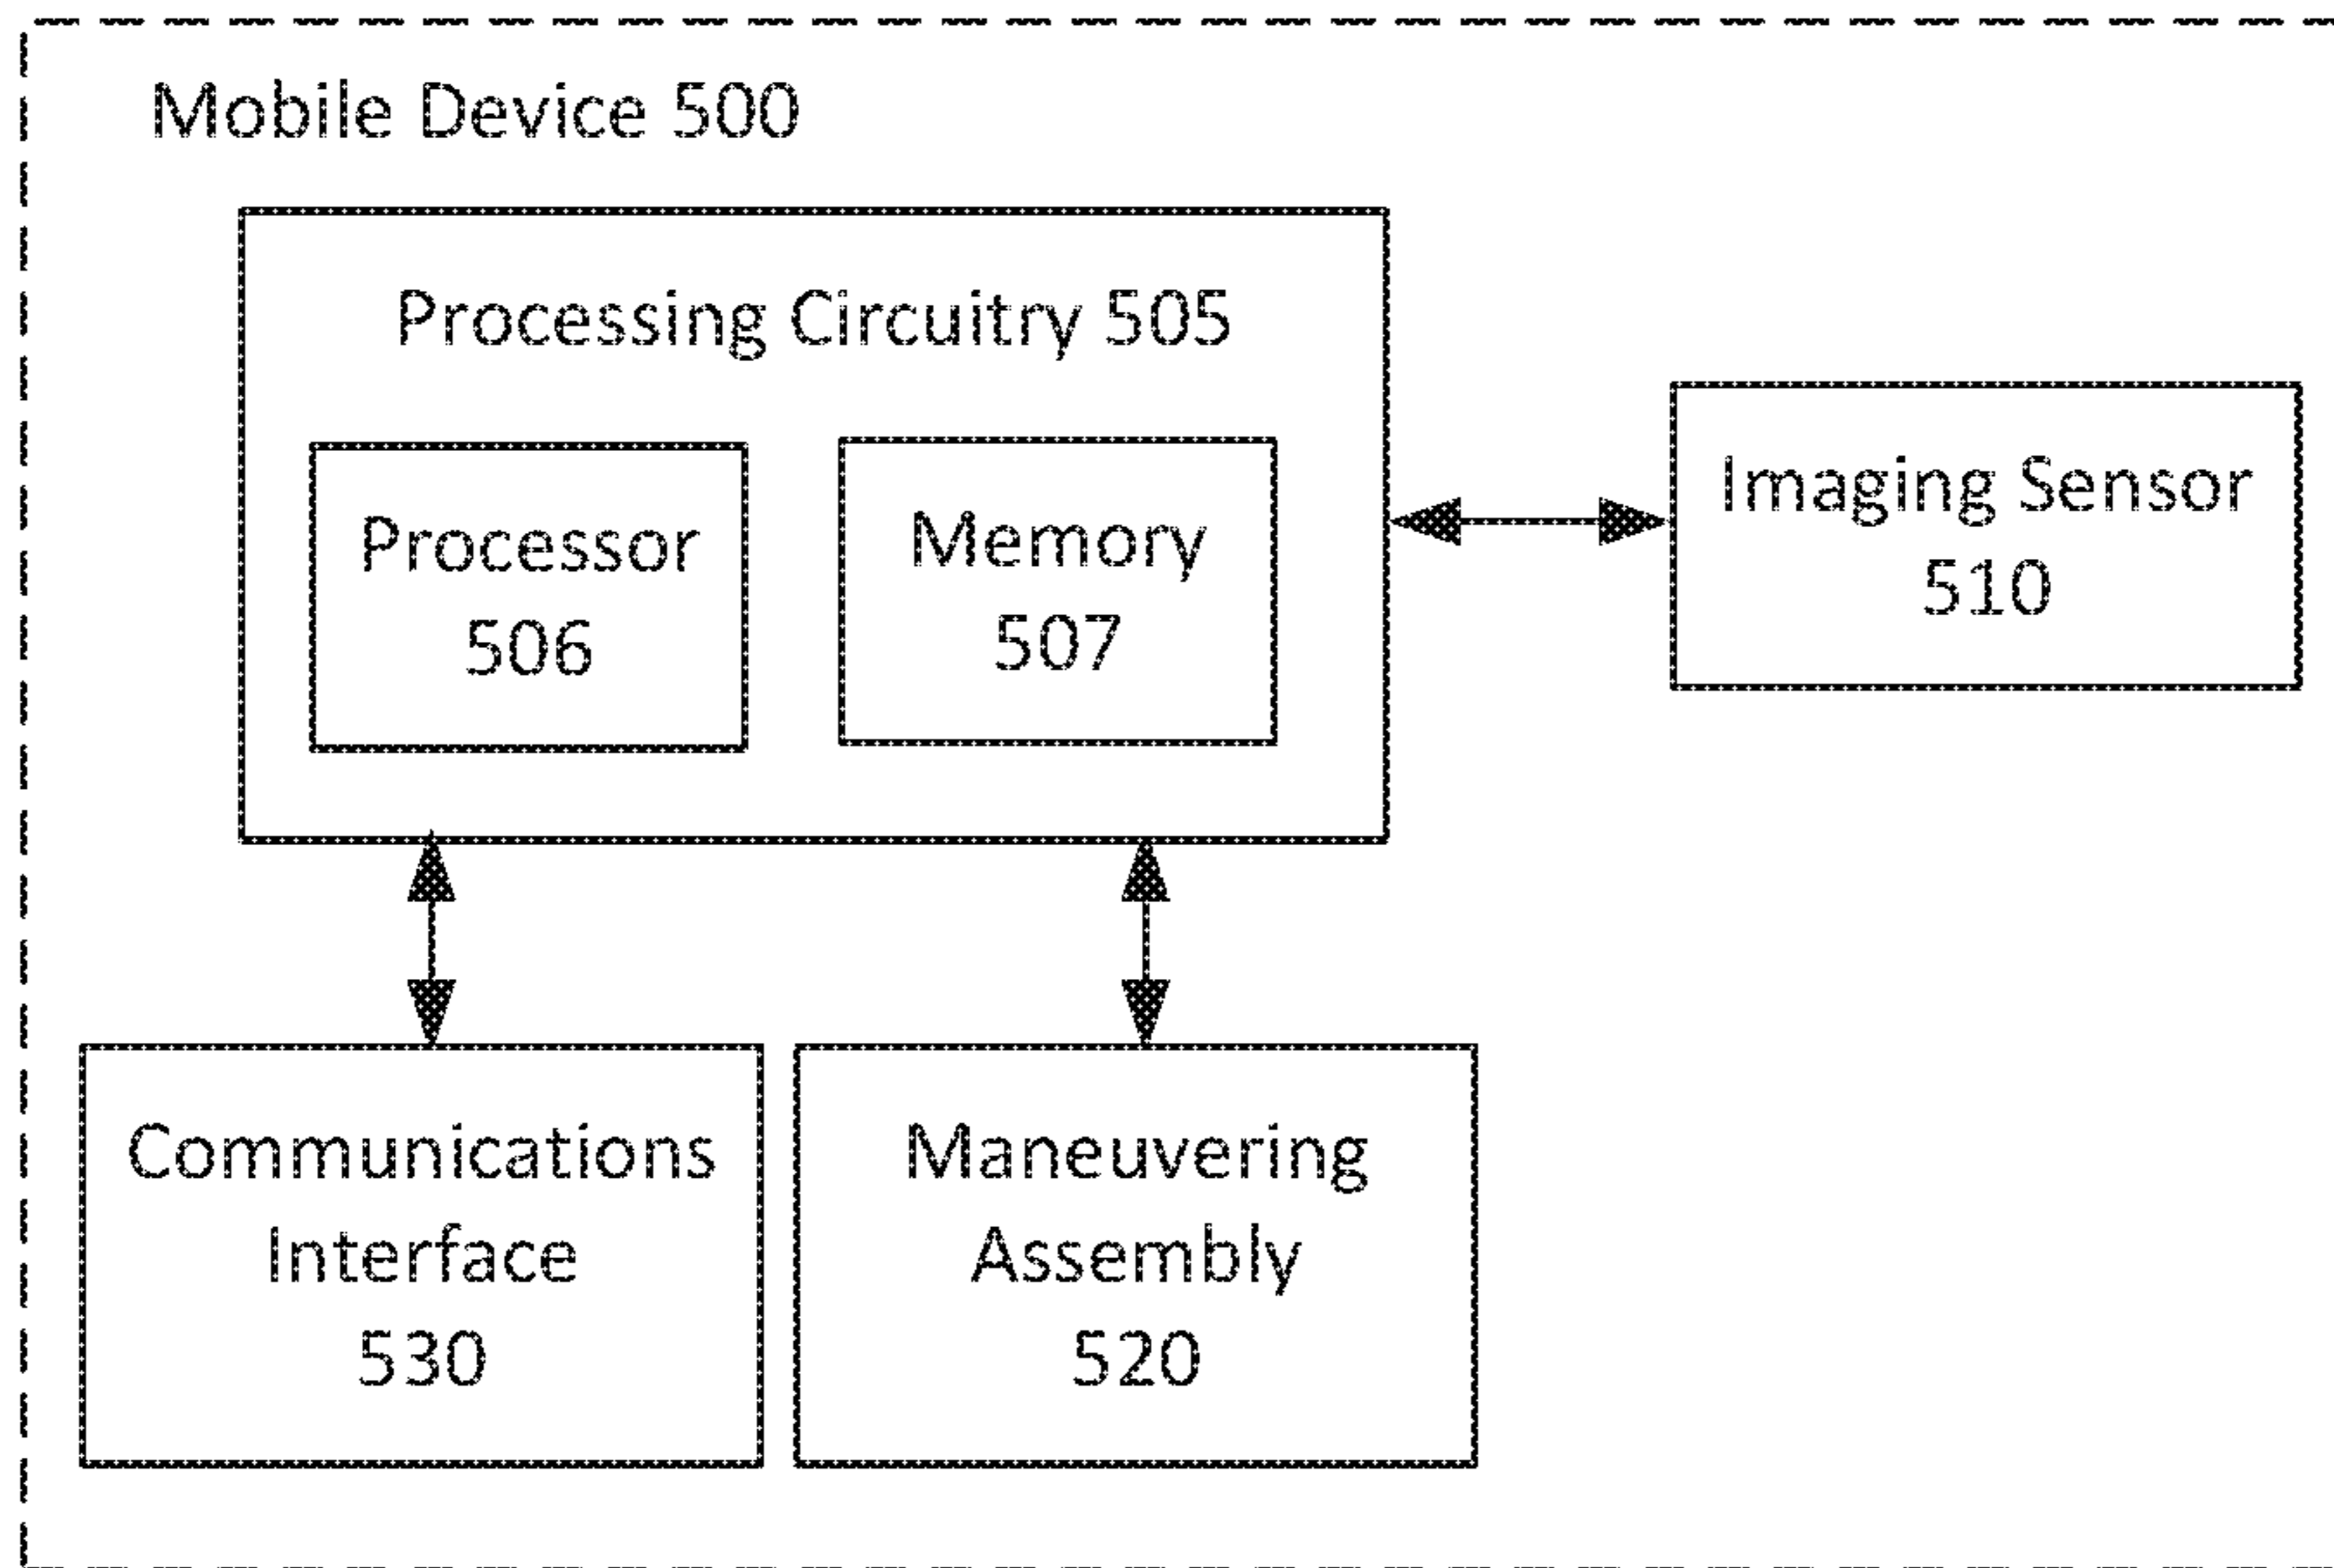 Mobile Device 500
Processing Circuitry 505
Processor
506
Memory
507
Imaging Sensor
510
Communications
Interface
530
Maneuvering
Assembly
520